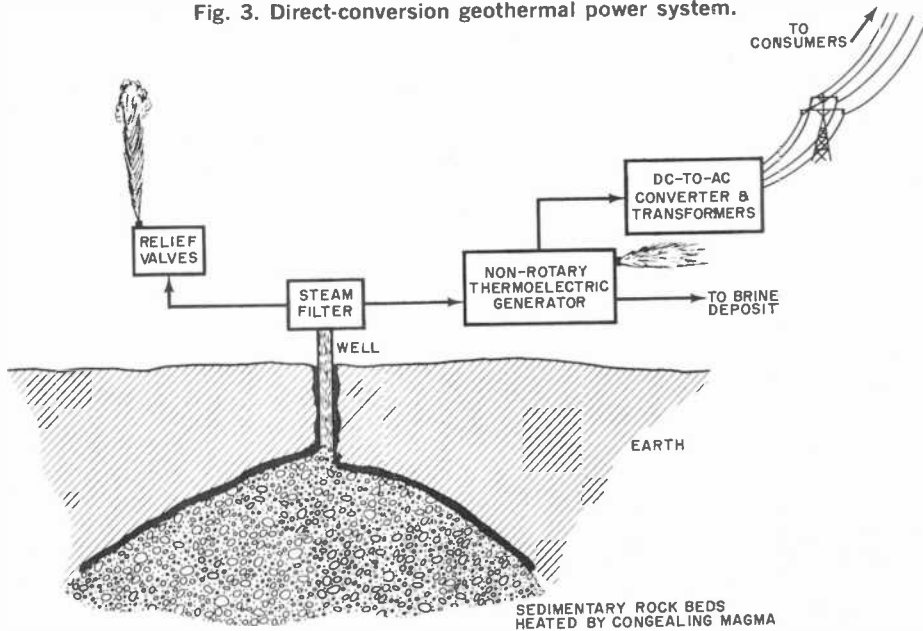 Fig. 3. Direct-conversion geothermal power system.
TO
CONSUMERS
DC-TO-AC
CONVERTER &
TRANSFORMERS
RELIEF
VALVES
NON-ROTARY
THERMOELECTRIC
GENERATOR
STEAM
FILTER
TO BRINE
DEPOSIT
WELL
EARTH
SEDIMENTARY ROCK BEDS
HEATED BY CONGEALING MAGMA